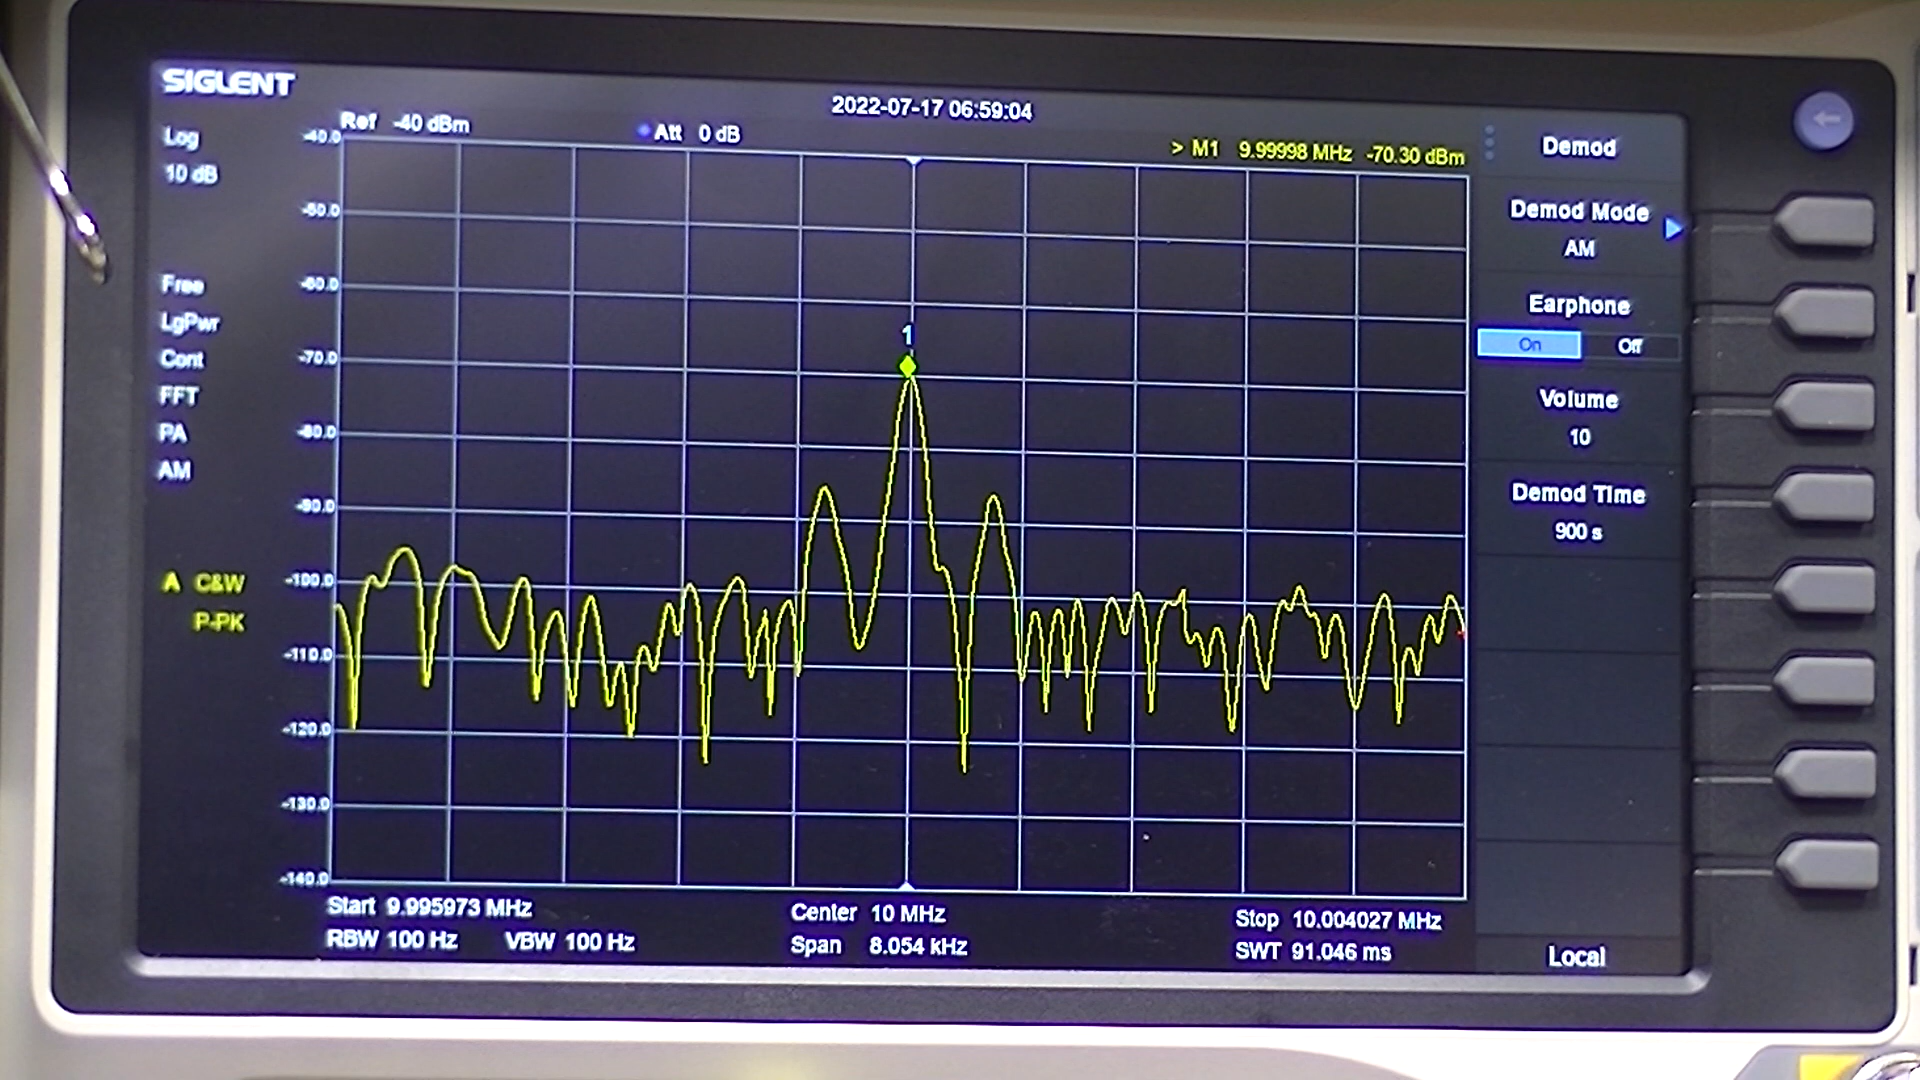 SIGLENT
2022-07-17 06:59:04
Log
10 dB
Ref -40 dBm
Att 0 dB
> M1 9.99998 MHz -70.30 dBm
-40.0
-50.0
-60.0
-70.0
-80.0
-90.0
-100.0
-110.0
-120.0
-130.0
-140.0
1
Free
LgPwr
Cont
FFT
PA
AM
A C&W
P-PK
Start 9.995973 MHz
Center 10 MHz
Stop 10.004027 MHz
RBW 100 Hz VBW 100 Hz
Span 8.054 kHz
SWT 91.046 ms
Demod
Demod Mode
AM
Earphone
On Off
Volume
10
Demod Time
900 s
Local